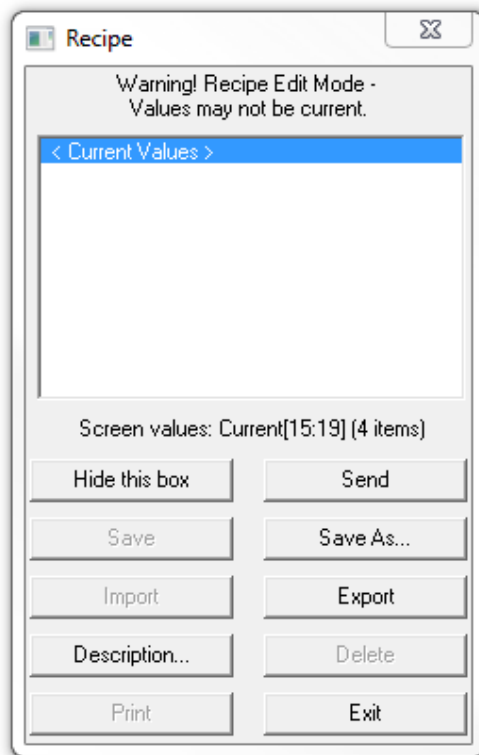 Recipe
Warning! Recipe Edit Mode -
Values may not be current.
< Current Values >
Screen values: Current[15:19] (4 items)
Hide this box
Send
Save
Save As...
Import
Export
Description...
Delete
Print
Exit